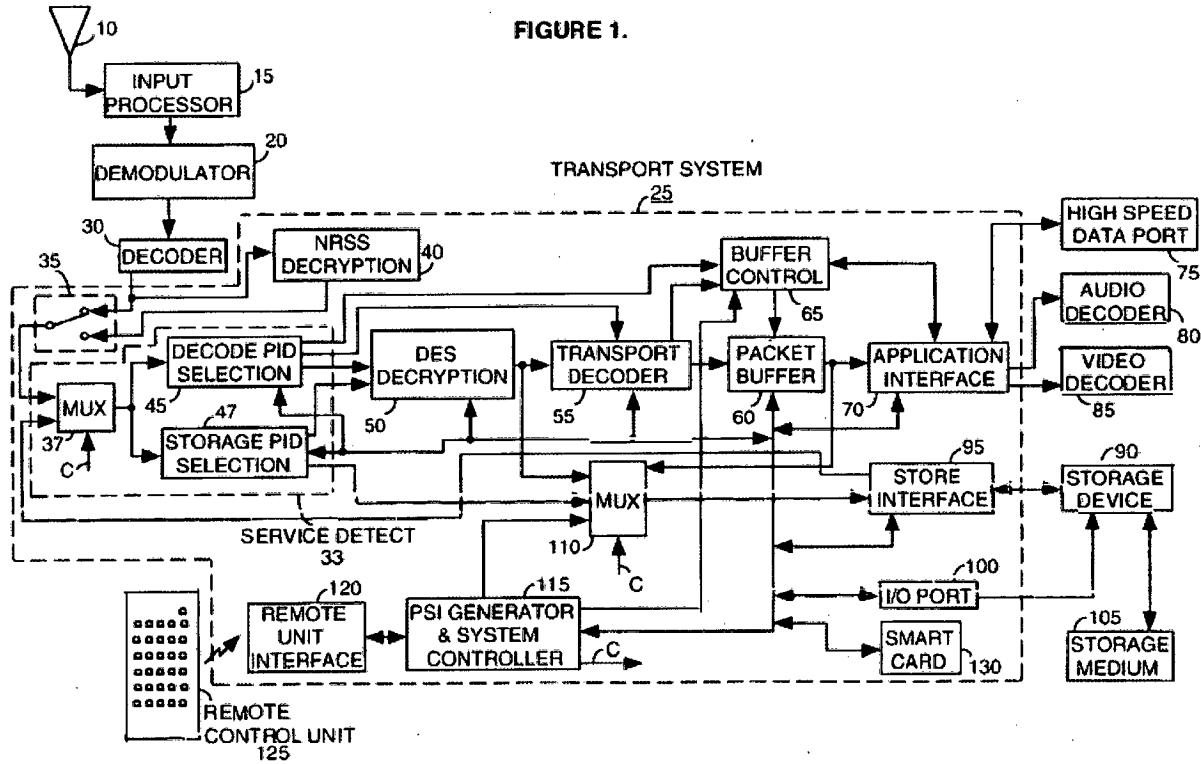 FIGURE 1.
10
INPUT
PROCESSOR
15
DEMODULATOR
20
TRANSPORT SYSTEM
25
30
DECODER
NRSS
DECRYPTION
40
BUFFER
CONTROL
65
HIGH SPEED
DATA PORT
75
35
AUDIO
DECODER
80
DECODE PID
SELECTION
45
DES
DECRYPTION
50
TRANSPORT
DECODER
55
PACKET
BUFFER
60
APPLICATION
INTERFACE
70
VIDEO
DECODER
85
MUX
37
C
47
STORAGE PID
SELECTION
MUX
110
C
95
STORE
INTERFACE
90
STORAGE
DEVICE
SERVICE DETECT
33
100
I/O PORT
120
REMOTE
UNIT
INTERFACE
115
PSI GENERATOR
& SYSTEM
CONTROLLER
C
SMART
CARD
130
105
STORAGE
MEDIUM
REMOTE
CONTROL UNIT
125